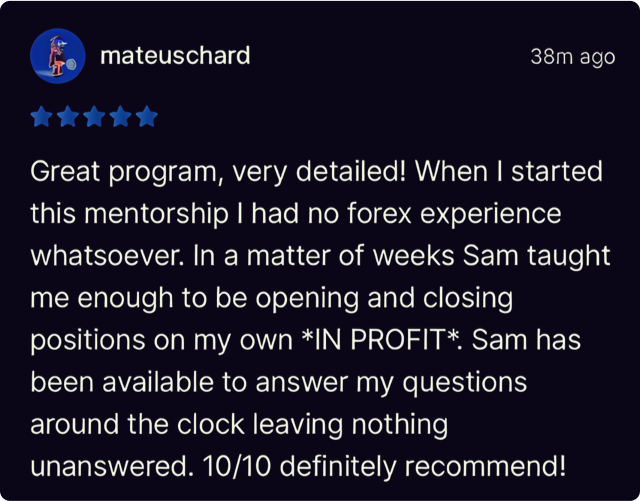 mateuschard
38m ago
Great program, very detailed! When I started
this mentorship I had no forex experience
whatsoever. In a matter of weeks Sam taught
me enough to be opening and closing
positions on my own *IN PROFIT*. Sam has
been available to answer my questions
around the clock leaving nothing
unanswered. 10/10 definitely recommend!